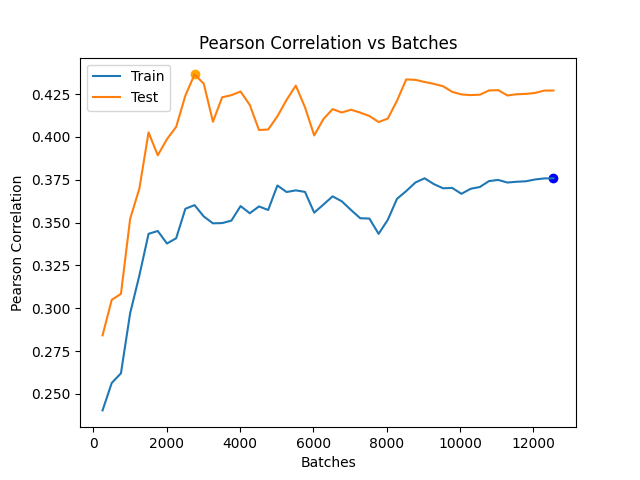 Pearson Correlation vs Batches
Train
Test
Pearson Correlation
0.425
0.400
0.375
0.350
0.325
0.300
0.275
0.250
0 2000 4000 6000 8000 10000 12000
Batches